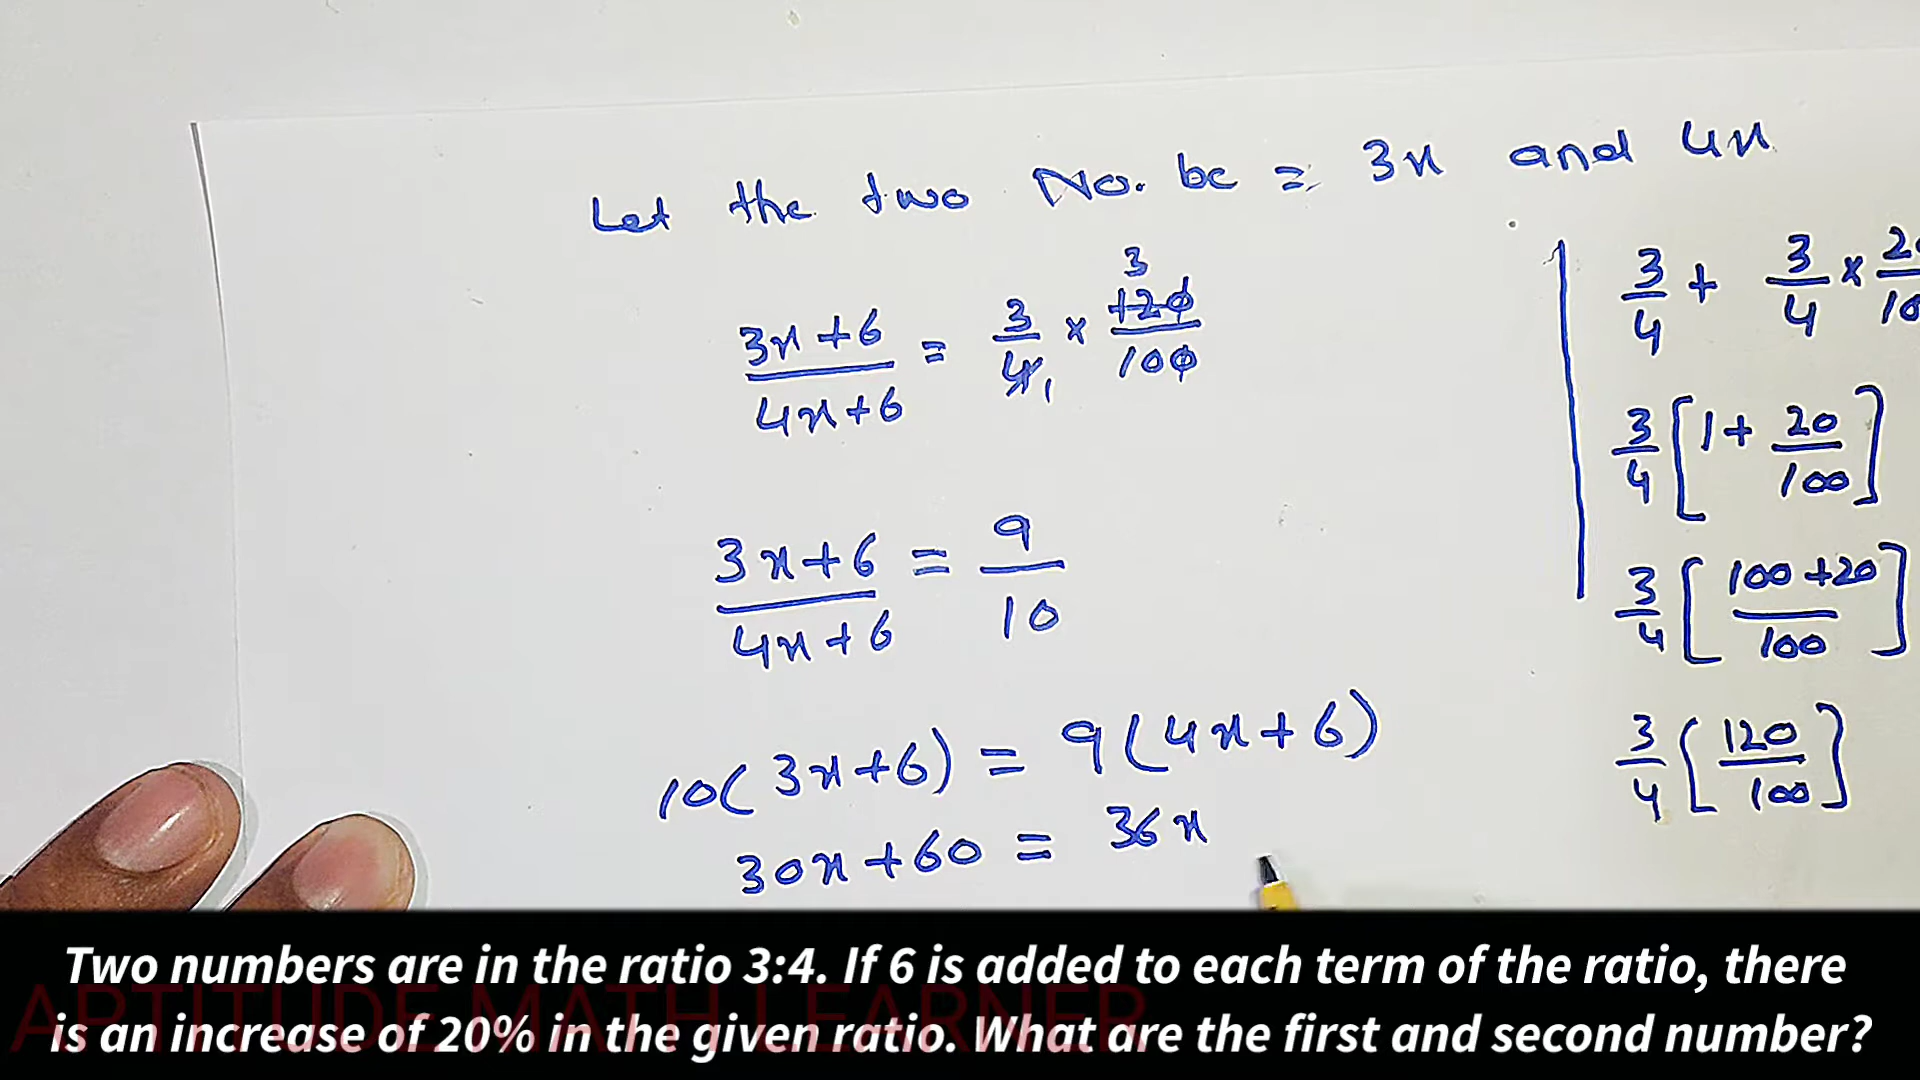 Let the two No. be = 3x and 4x
3
3x+6 / 4x+6 = 3/4 1 × 120/100
3x+6 / 4x+6 = 9/10
10(3x+6) = 9(4x+6)
30x+60 = 36x
3/4 + 3/4 ×
3/4 [1 + 20/100]
3/4 [100+20 / 100]
3/4 [120/100]
Two numbers are in the ratio 3:4. If 6 is added to each term of the ratio, there
is an increase of 20% in the given ratio. What are the first and second number?
APTITUDE MATH LEARNER